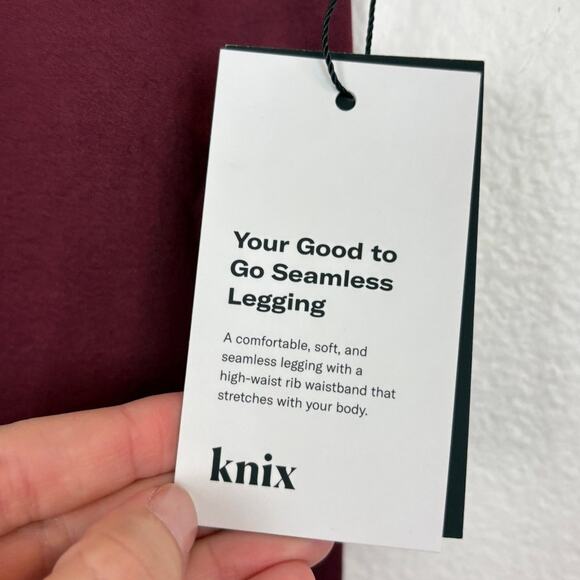 Your Good to
Go Seamless
Legging
A comfortable, soft, and
seamless legging with a
high-waist rib waistband that
stretches with your body.
knix